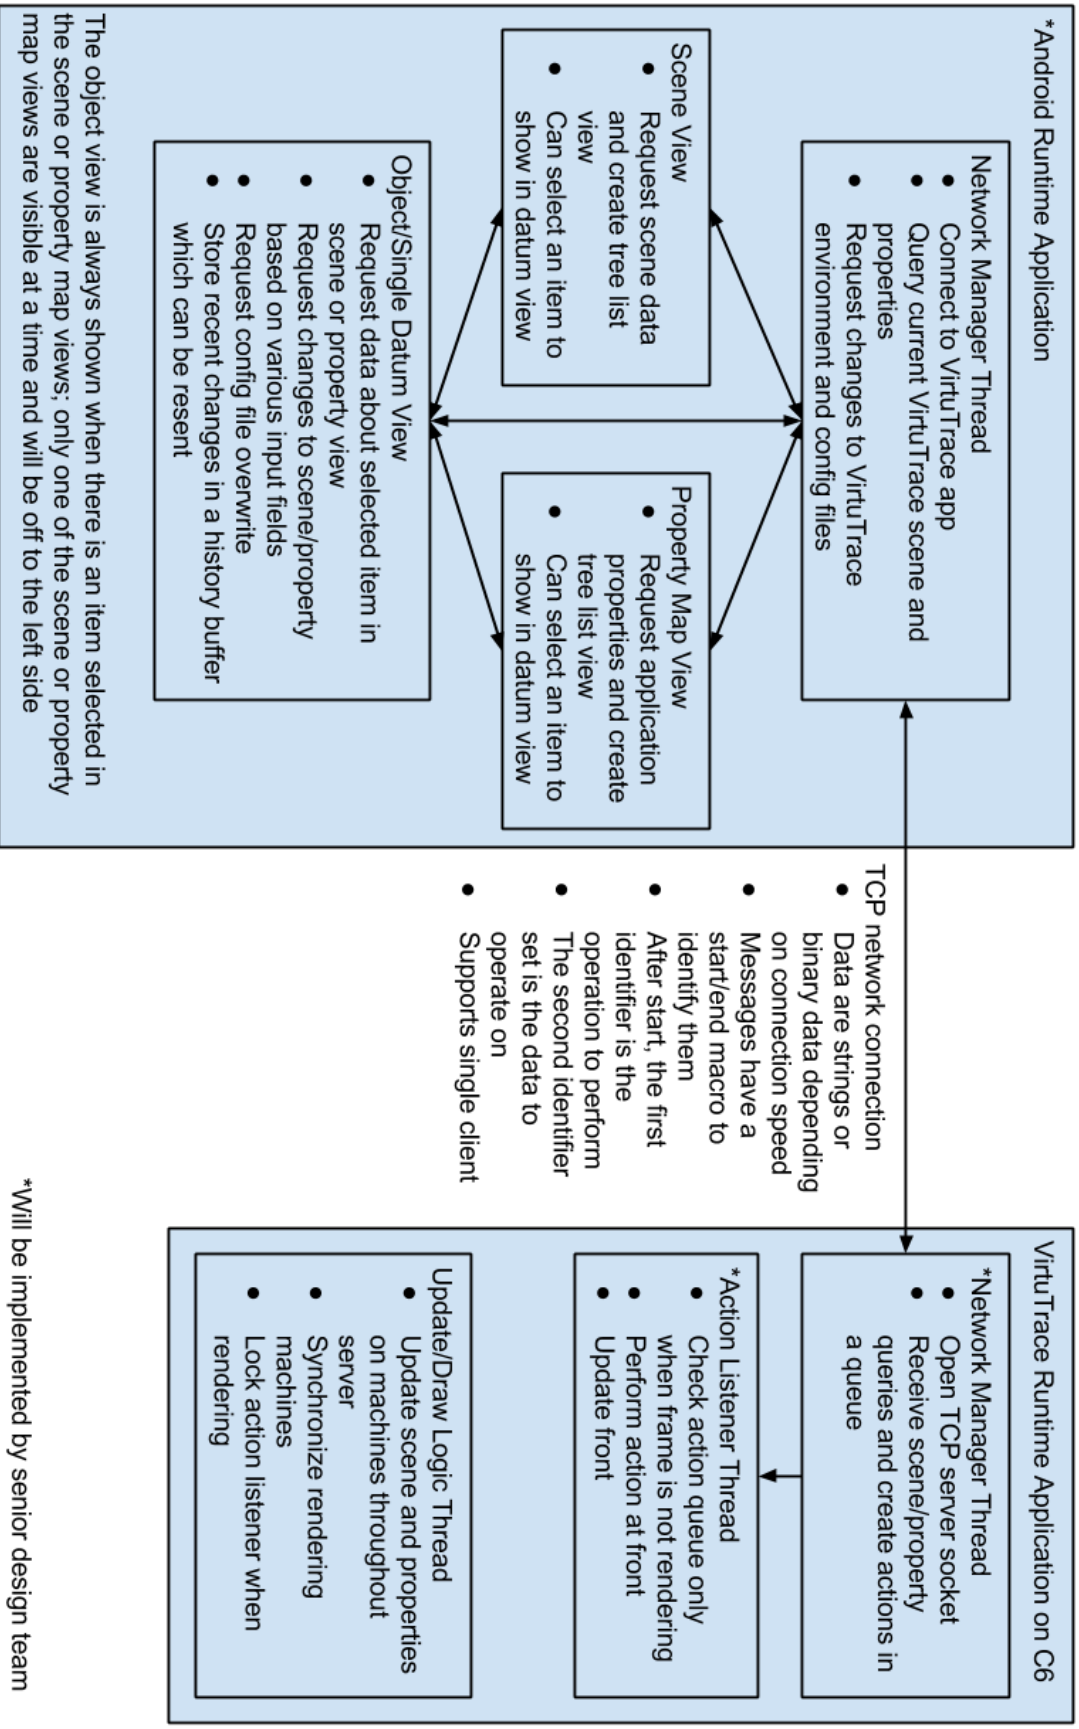 *Android Runtime Application
Network Manager Thread
● Connect to VirtuTrace app
● Query current VirtuTrace scene and
properties
● Request changes to VirtuTrace
environment and config files
Scene View
● Request scene data
and create tree list
view
● Can select an item to
show in datum view
Property Map View
● Request application
properties and create
tree list view
● Can select an item to
show in datum view
Object/Single Datum View
● Request data about selected item in
scene or property view
● Request changes to scene/property
based on various input fields
● Request config file overwrite
● Store recent changes in a history buffer
which can be resent
The object view is always shown when there is an item selected in
the scene or property map views; only one of the scene or property
map views are visible at a time and will be off to the left side
TCP network connection
● Data are strings or
binary data depending
on connection speed
● Messages have a
start/end macro to
identify them
● After start, the first
identifier is the
operation to perform
● The second identifier
set is the data to
operate on
● Supports single client
VirtuTrace Runtime Application on C6
*Network Manager Thread
● Open TCP server socket
● Receive scene/property
queries and create actions in
a queue
*Action Listener Thread
● Check action queue only
when frame is not rendering
● Perform action at front
● Update front
Update/Draw Logic Thread
● Update scene and properties
on machines throughout
server
● Synchronize rendering
machines
● Lock action listener when
rendering
*Will be implemented by senior design team